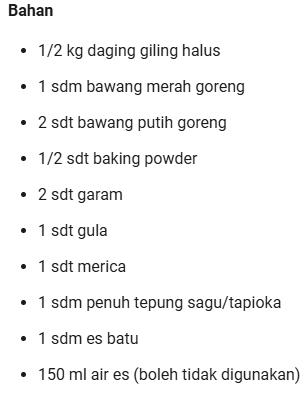 Bahan
• 1/2 kg daging giling halus
• 1 sdm bawang merah goreng
• 2 sdt bawang putih goreng
• 1/2 sdt baking powder
• 2 sdt garam
• 1 sdt gula
• 1 sdt merica
• 1 sdm penuh tepung sagu/tapioka
• 1 sdm es batu
• 150 ml air es (boleh tidak digunakan)